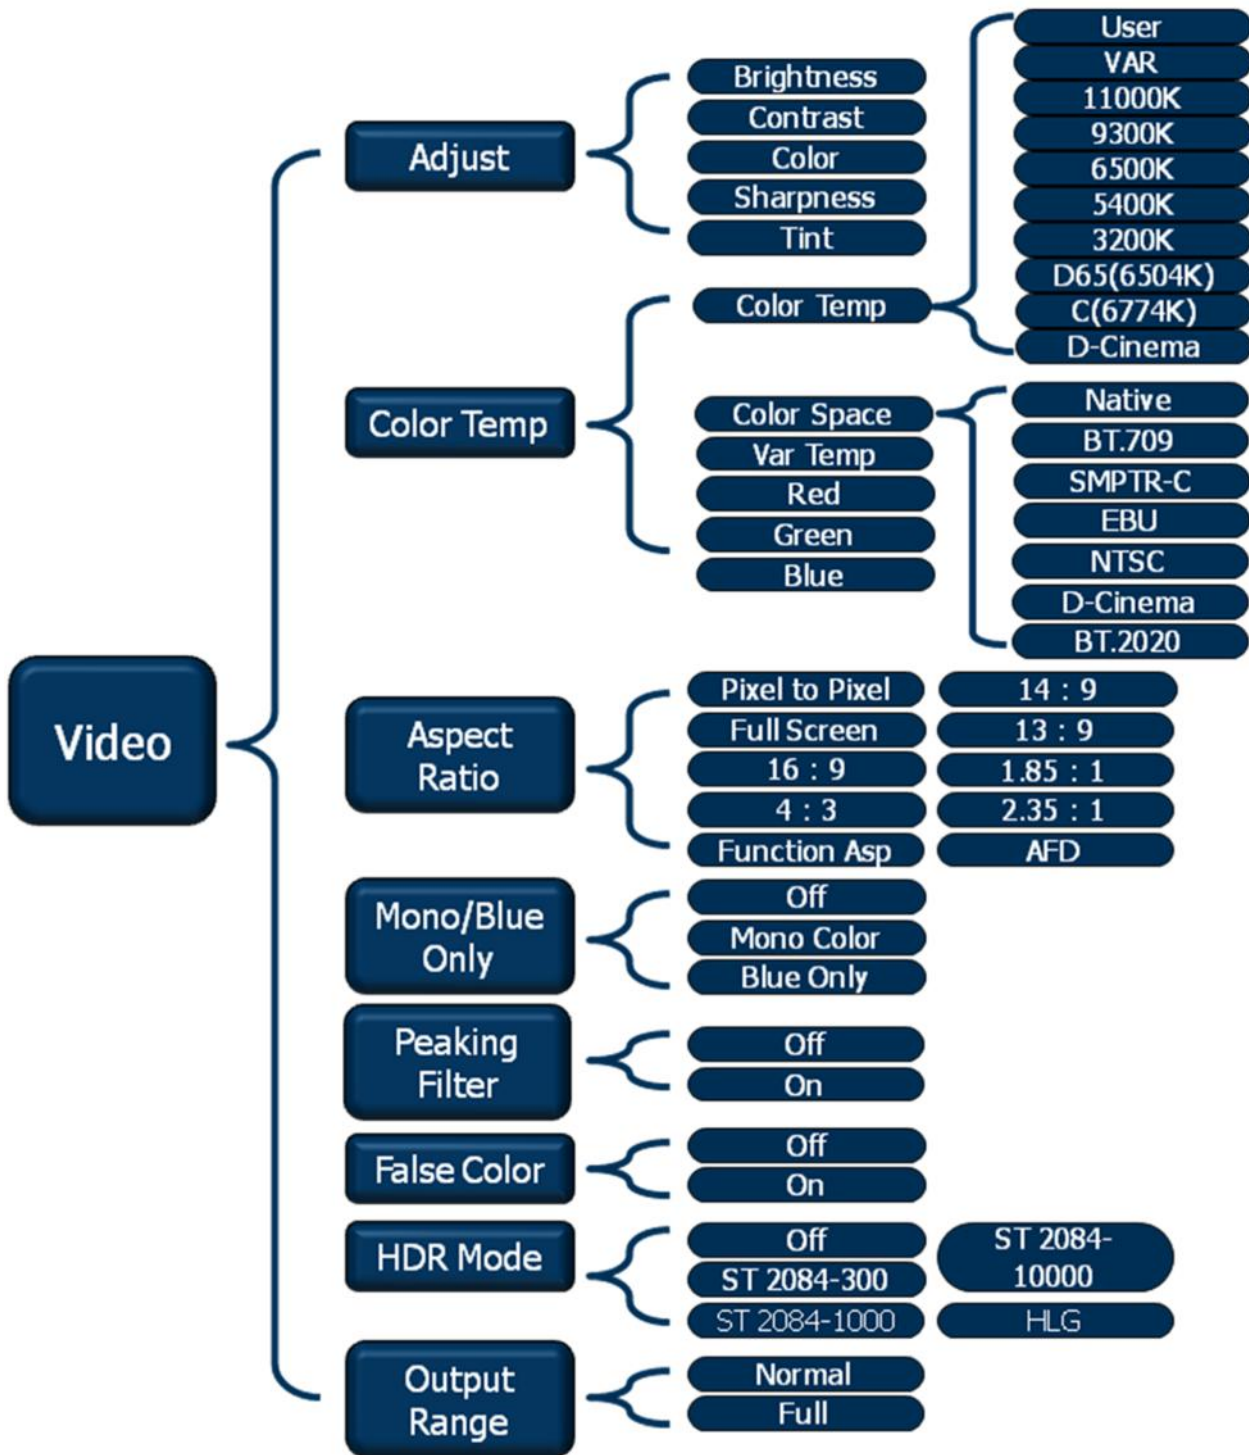 Video
Adjust
Brightness
Contrast
Color
Sharpness
Tint
Color Temp
Color Temp
User
VAR
11000K
9300K
6500K
5400K
3200K
D65(6504K)
C(6774K)
D-Cinema
Color Space
Native
BT.709
SMPTR-C
EBU
NTSC
D-Cinema
BT.2020
Var Temp
Red
Green
Blue
Aspect
Ratio
Pixel to Pixel
Full Screen
16 : 9
4 : 3
Function Asp
14 : 9
13 : 9
1.85 : 1
2.35 : 1
AFD
Mono/Blue
Only
Off
Mono Color
Blue Only
Peaking
Filter
Off
On
False Color
Off
On
HDR Mode
Off
ST 2084-300
ST 2084-1000
ST 2084-
10000
HLG
Output
Range
Normal
Full